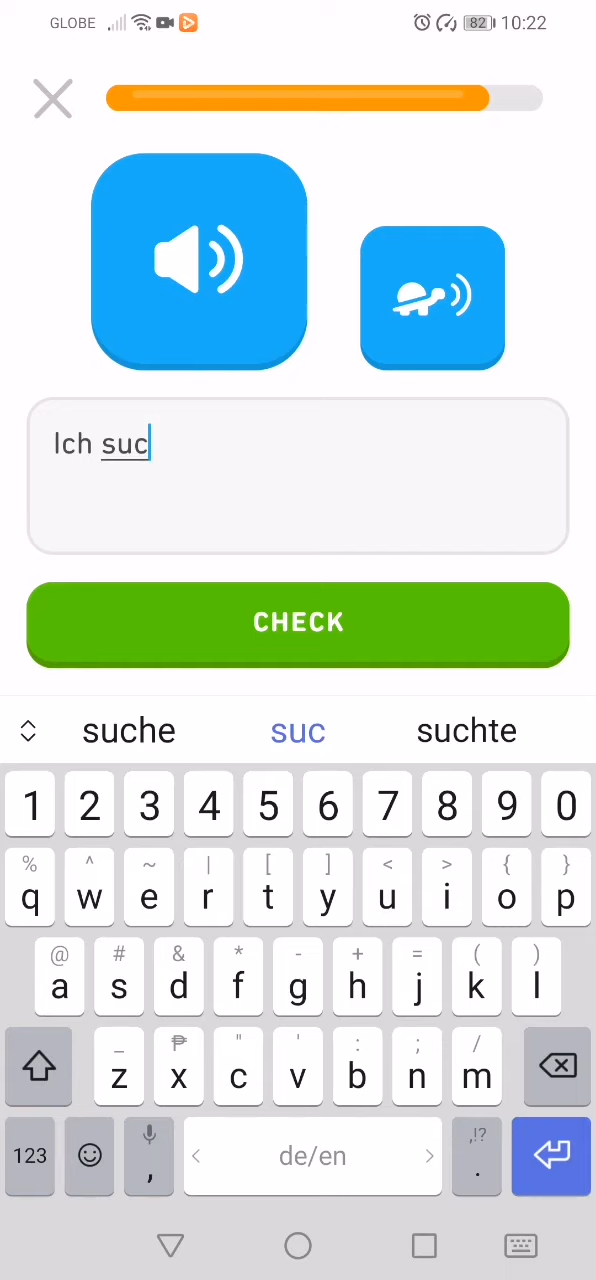 GLOBE 82 10:22
Ich suc
CHECK
suche suc suchte
1 2 3 4 5 6 7 8 9 0
% ^ ~ | [ ] < > { }
q w e r t y u i o p
@ # & * - + = ( )
a s d f g h j k l
_ ₱ " ' : ; /
z x c v b n m
,!?
123 , < de/en > .